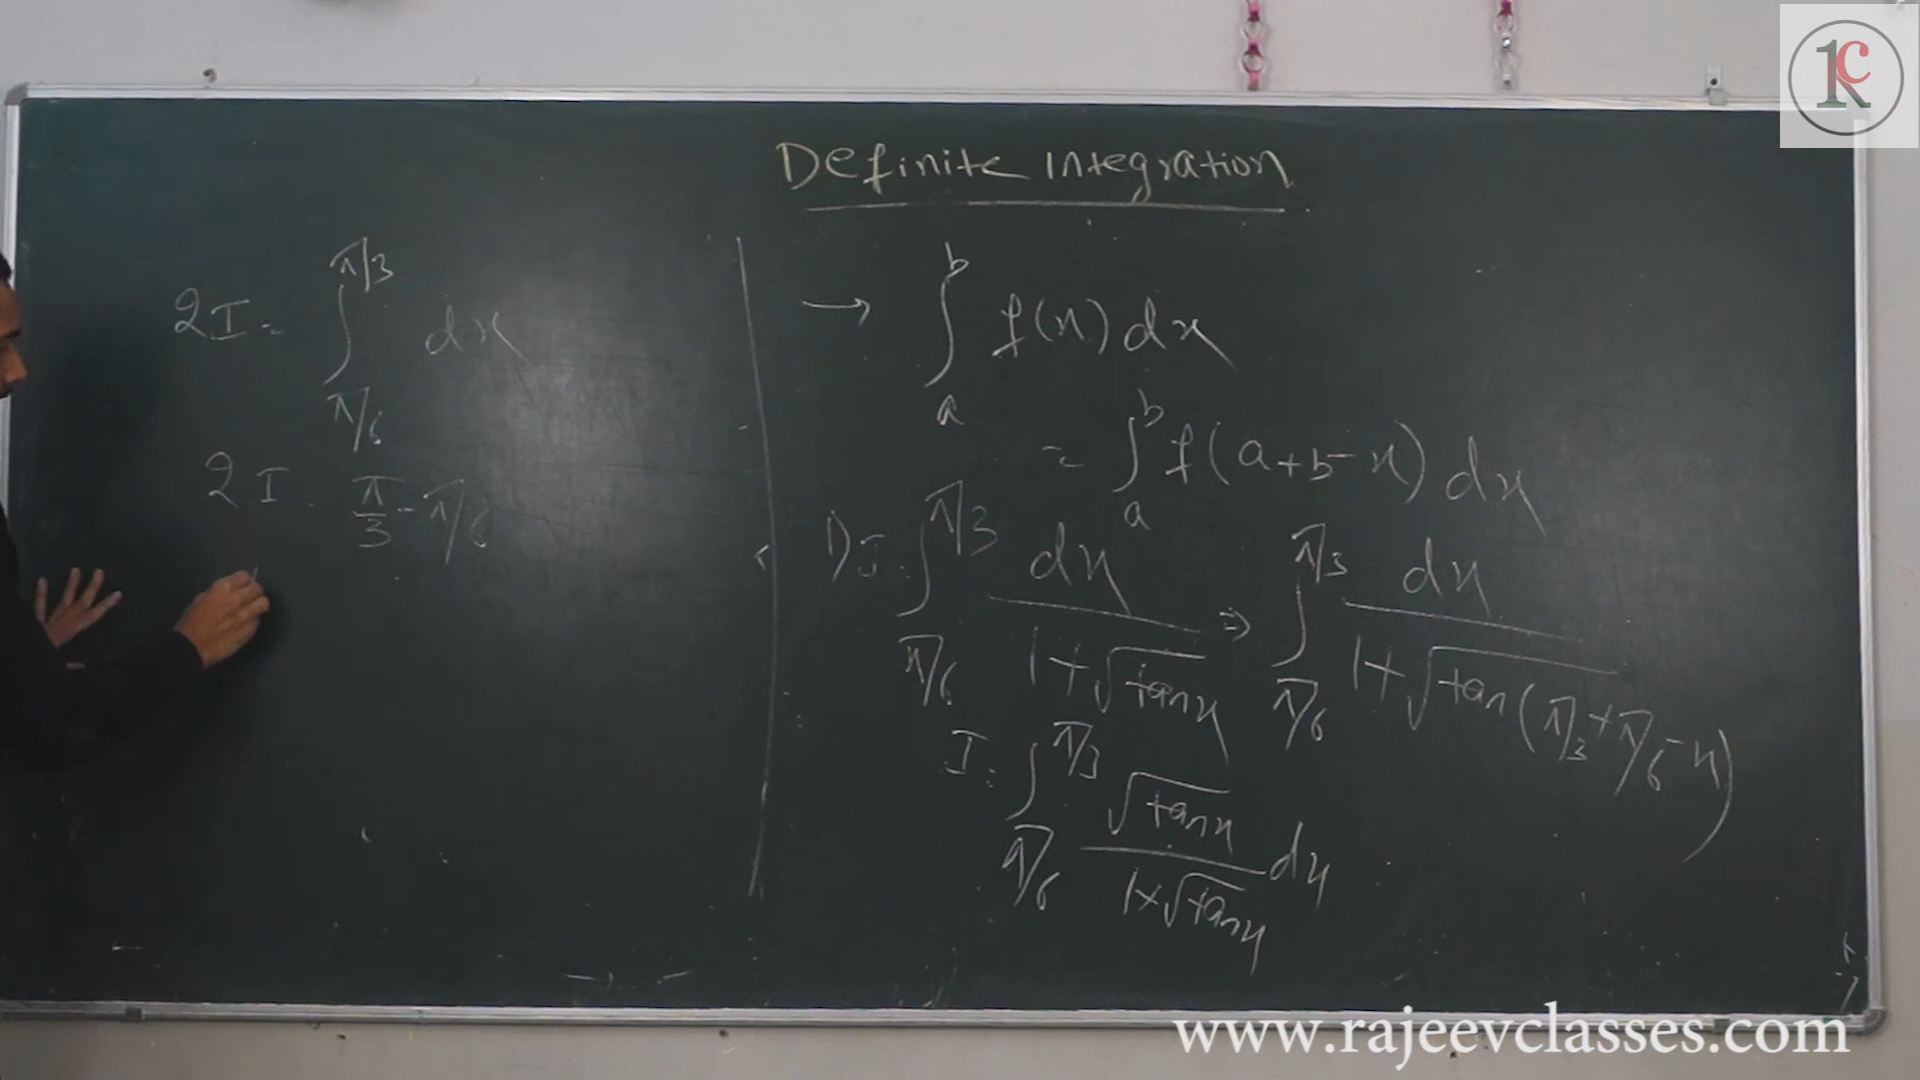 Definite Integration
2I = ∫_{π/6}^{π/3} dx
2I = π/3 - π/6
→ ∫_a^b f(x) dx
= ∫_a^b f(a+b-x) dx
1) I = ∫_{π/6}^{π/3} dx/(1+√tanx) ⇒ ∫_{π/6}^{π/3} dx/(1+√tan(π/3+π/6-x))
I = ∫_{π/6}^{π/3} √tanx/(1+√tanx) dx
www.rajeevclasses.com